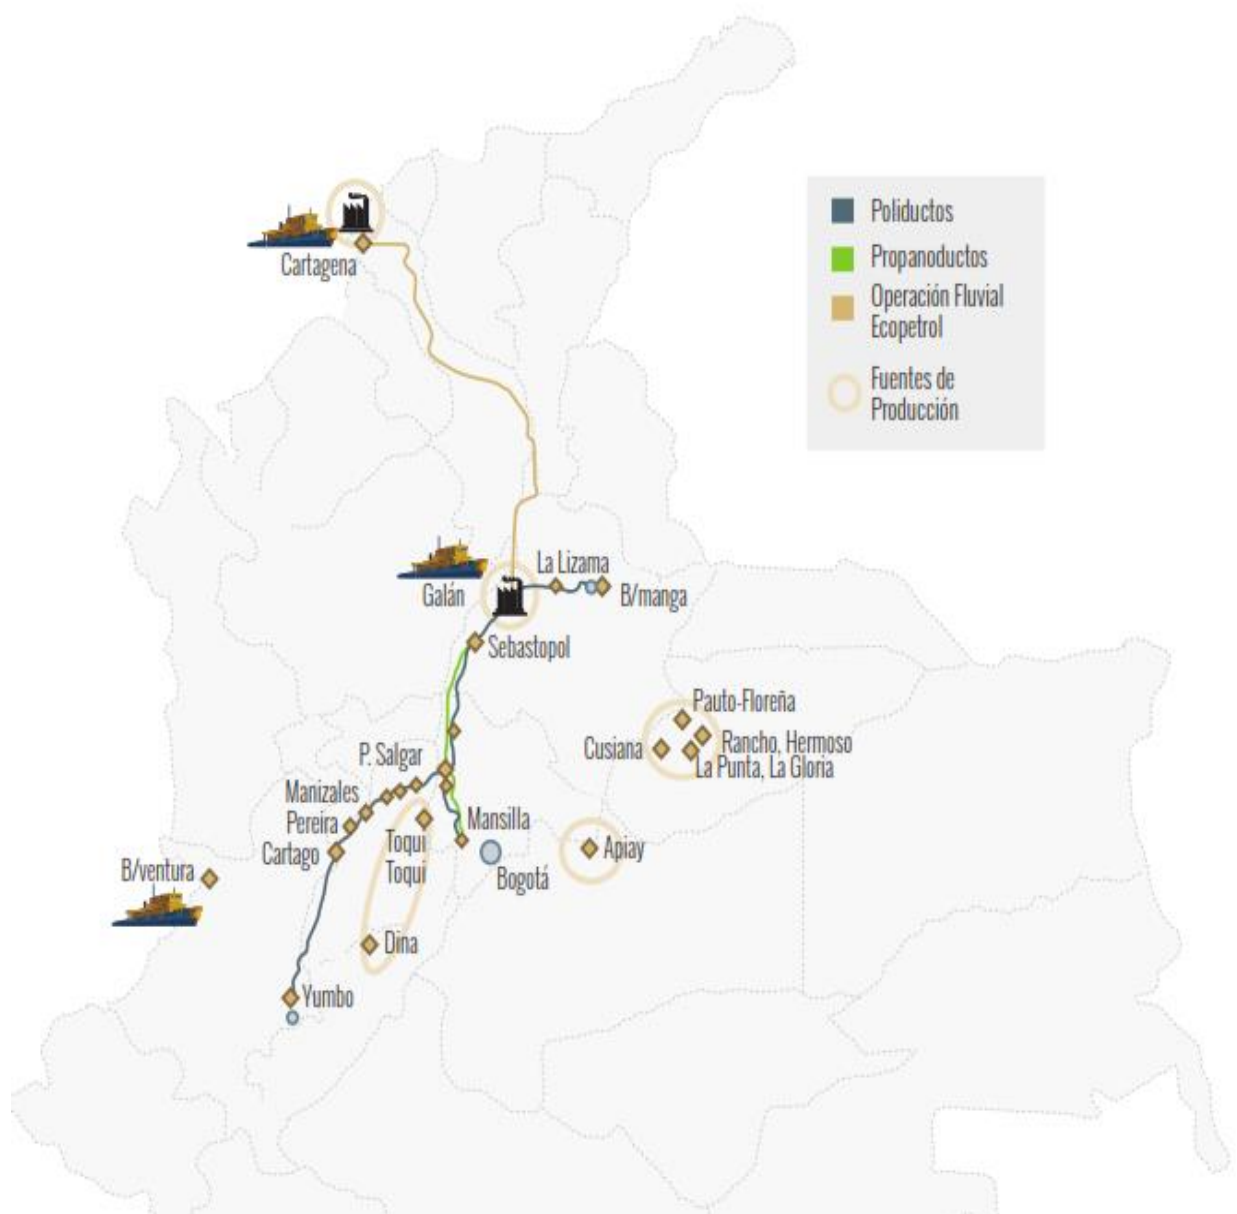 Poliductos
Propanoductos
Operación Fluvial
Ecopetrol
Fuentes de
Producción
Cartagena
La Lizama
Galán
B/manga
Sebastopol
Pauto-Floreña
Cusiana
Rancho, Hermoso
La Punta, La Gloria
P. Salgar
Manizales
Pereira
Cartago
Mansilla
Toqui
Toqui
Bogotá
Apiay
B/ventura
Dina
Yumbo